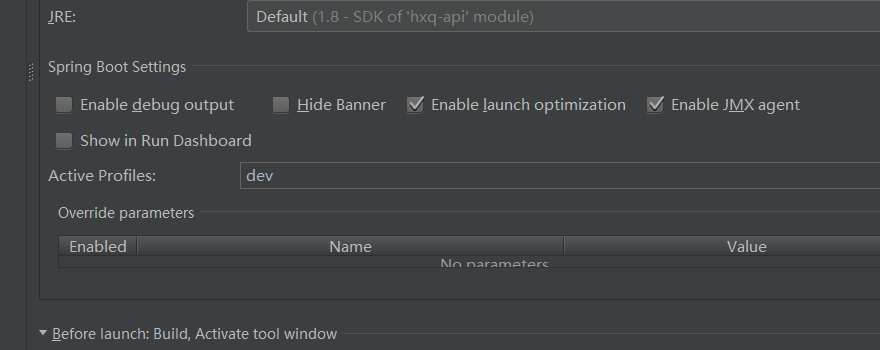 JRE: Default (1.8 - SDK of 'hxq-api' module)
Spring Boot Settings
Enable debug output Hide Banner Enable launch optimization Enable JMX agent
Show in Run Dashboard
Active Profiles: dev
Override parameters
Enabled Name Value
No parameters
Before launch: Build, Activate tool window